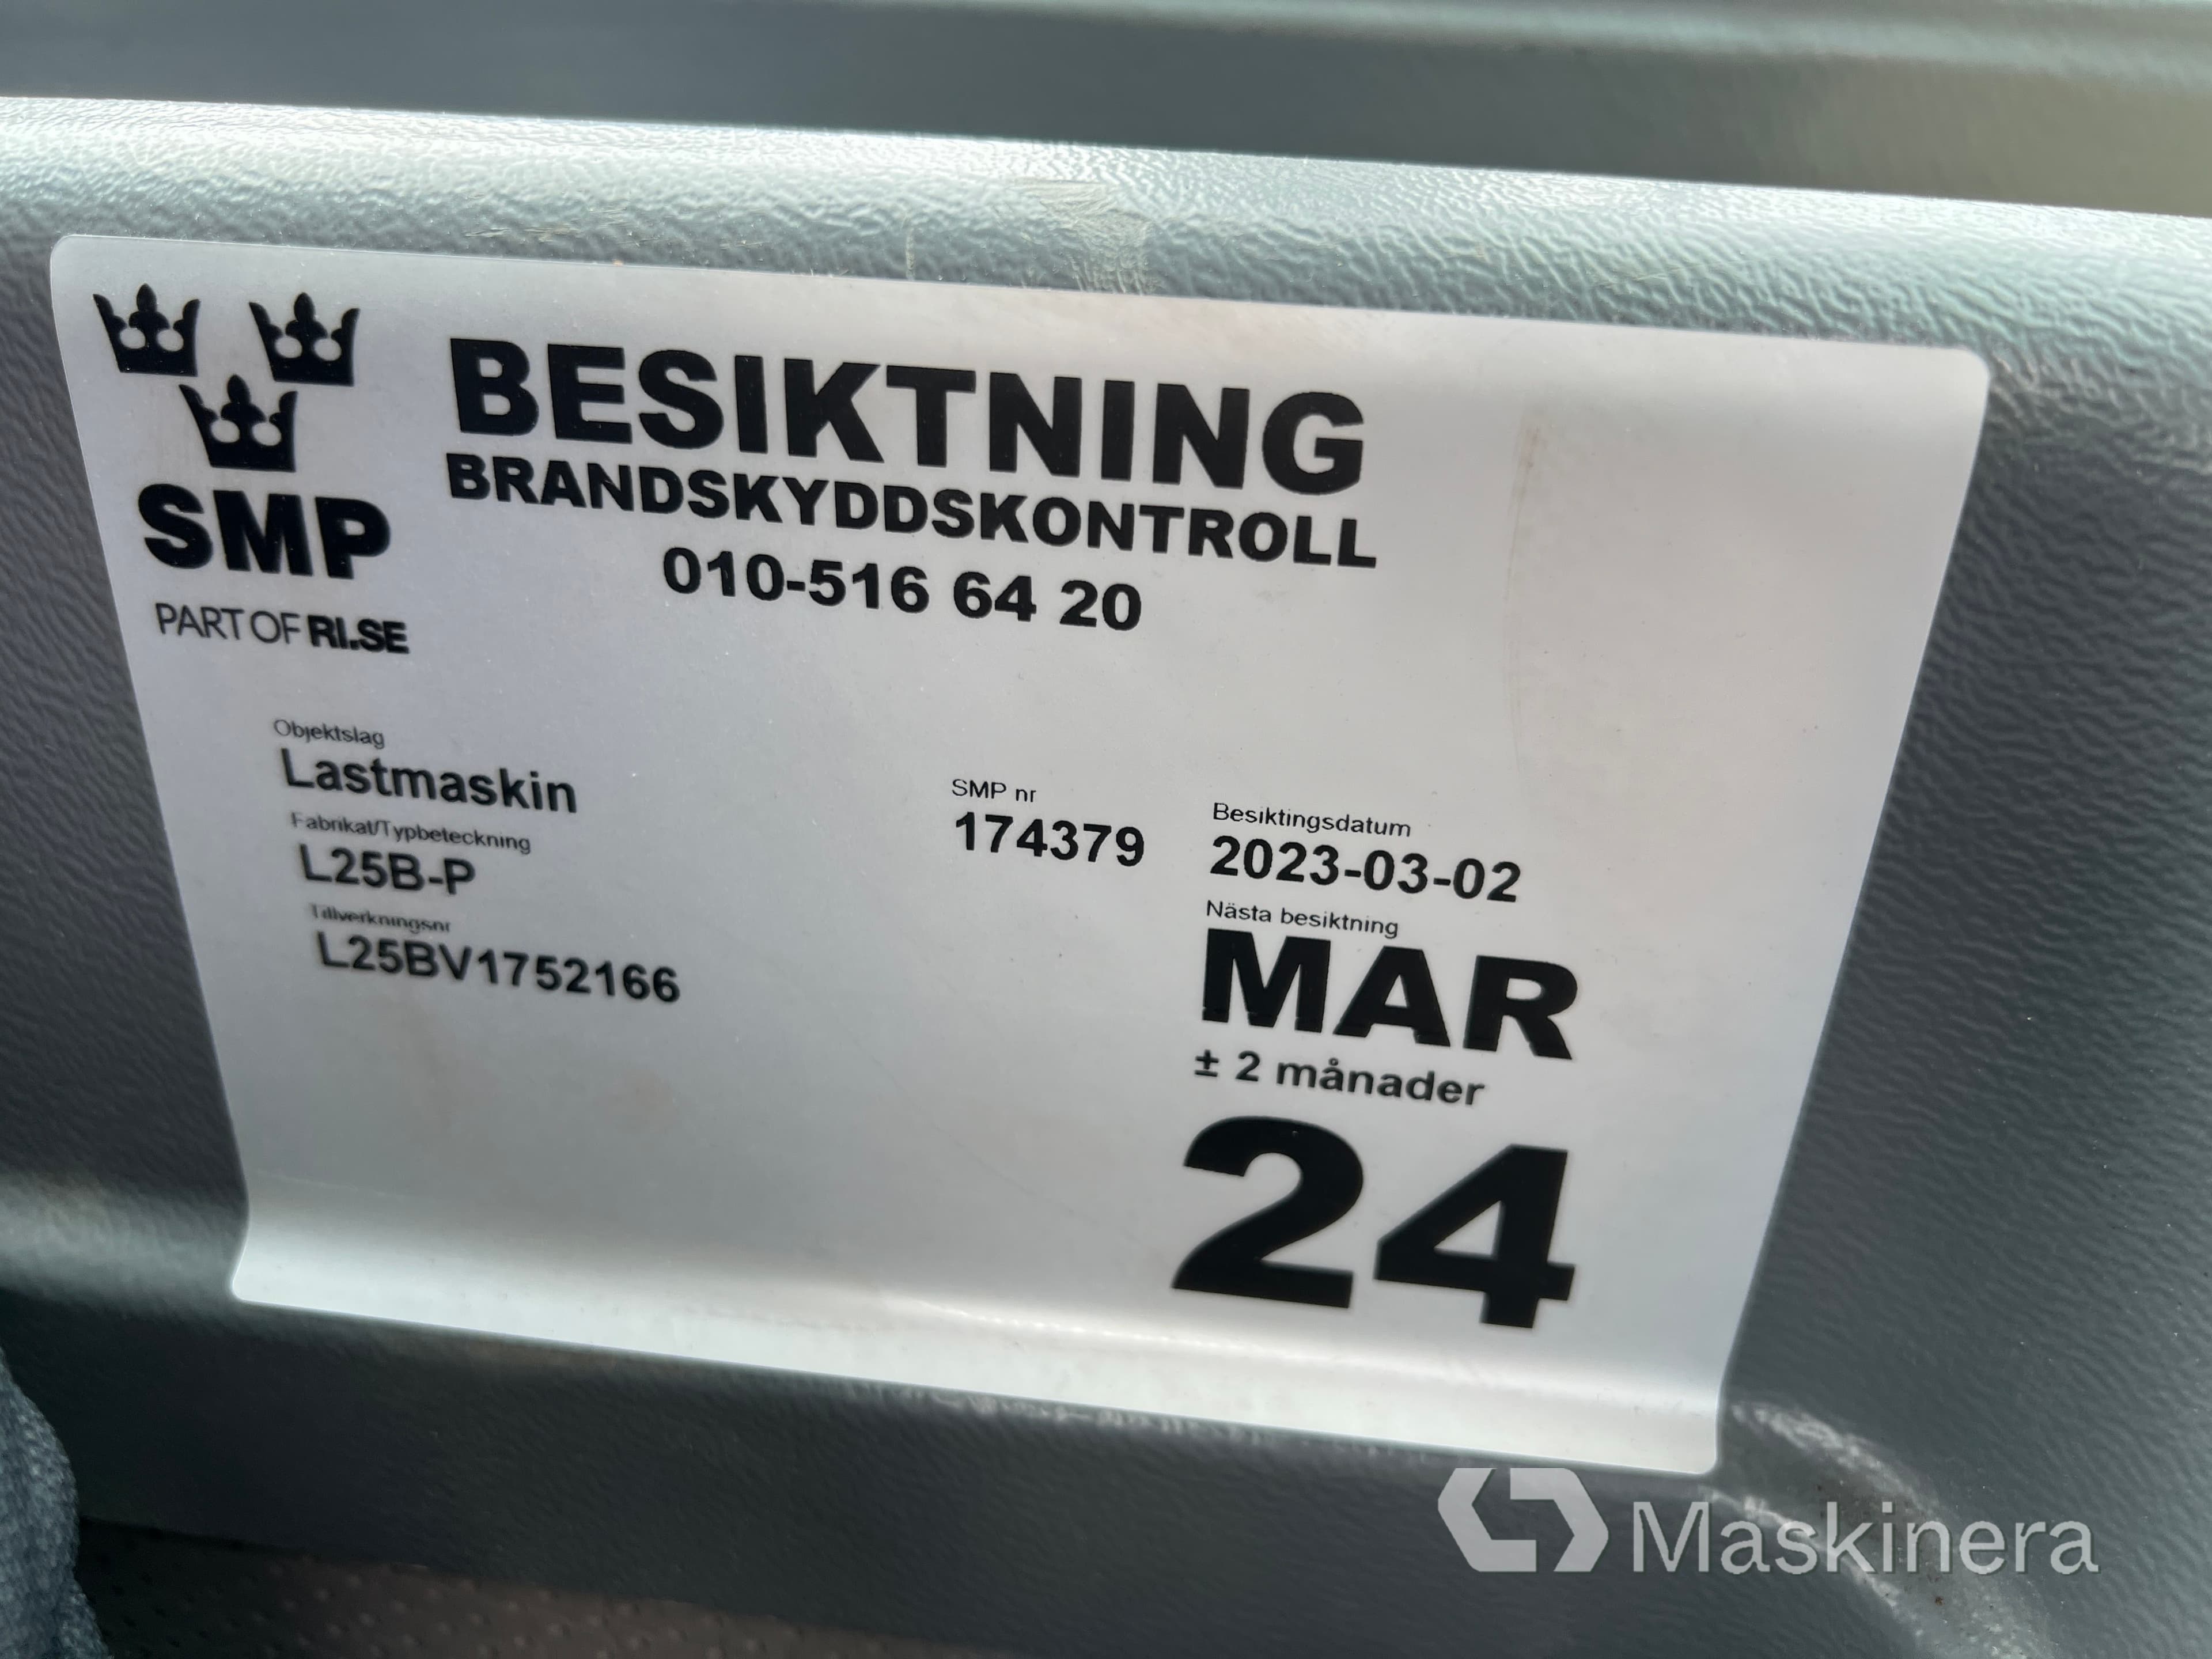 BESIKTNING
BRANDSKYDDSKONTROLL
010-516 64 20
SMP
PART OF RI.SE
Objektslag
Lastmaskin
Fabrikat/Typbeteckning
L25B-P
Tillverkningsnr
L25BV1752166
SMP nr
174379
Besiktingsdatum
2023-03-02
Nästa besiktning
MAR
± 2 månader
24
Maskinera